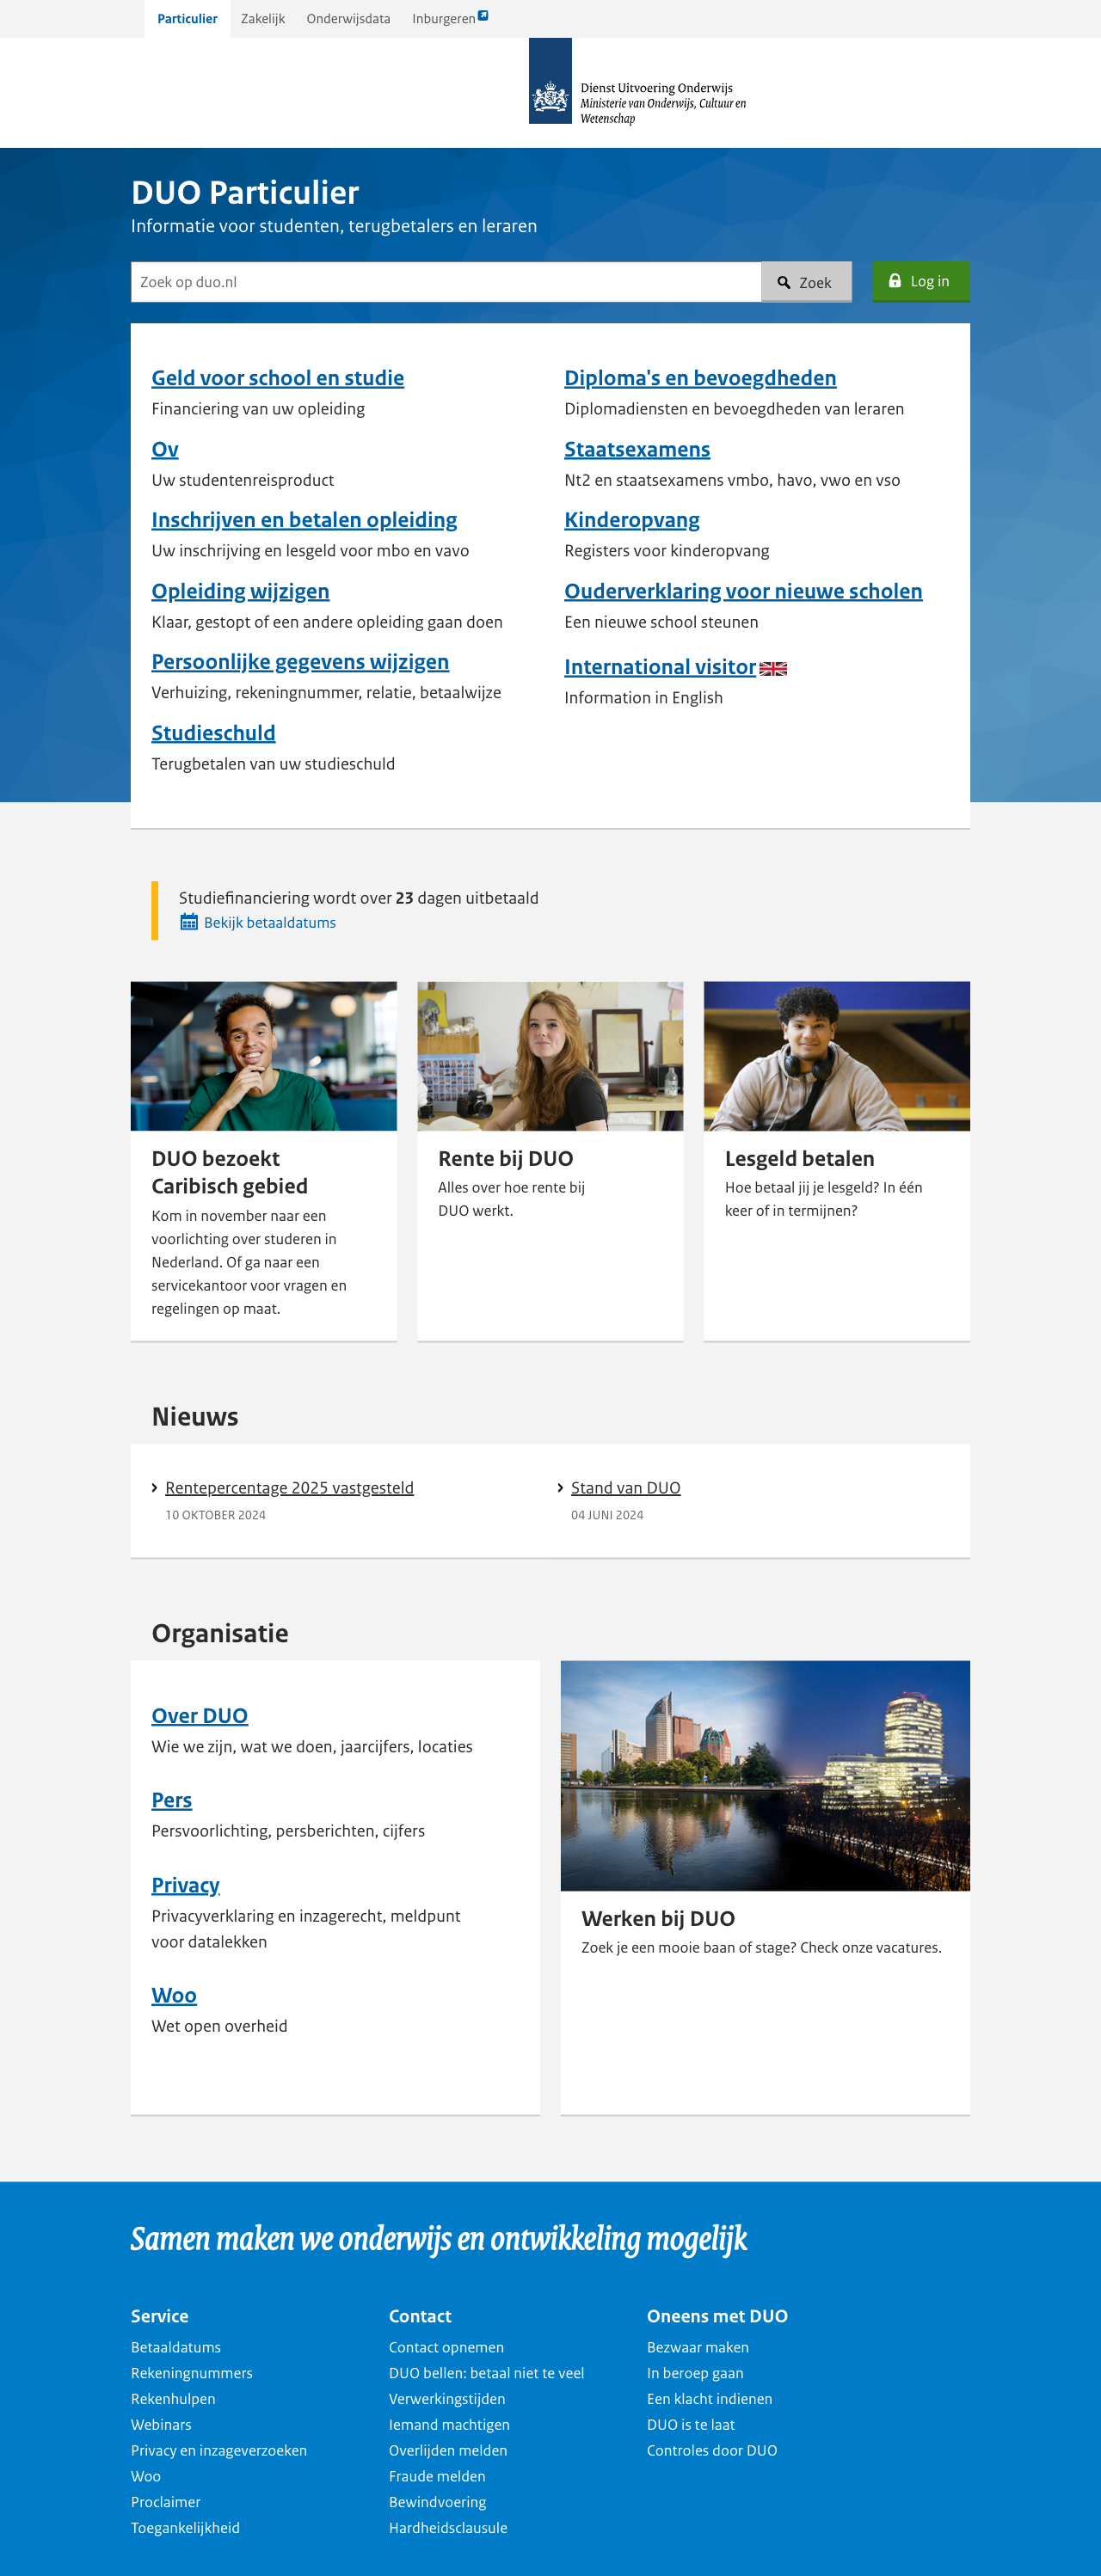 Particulier Zakelijk Onderwijsdata Inburgeren
Dienst Uitvoering Onderwijs
Ministerie van Onderwijs, Cultuur en
Wetenschap
DUO Particulier
Informatie voor studenten, terugbetalers en leraren
Zoek op duo.nl Zoek Log in
Geld voor school en studie
Financiering van uw opleiding
Ov
Uw studentenreisproduct
Inschrijven en betalen opleiding
Uw inschrijving en lesgeld voor mbo en vavo
Opleiding wijzigen
Klaar, gestopt of een andere opleiding gaan doen
Persoonlijke gegevens wijzigen
Verhuizing, rekeningnummer, relatie, betaalwijze
Studieschuld
Terugbetalen van uw studieschuld
Diploma's en bevoegdheden
Diplomadiensten en bevoegdheden van leraren
Staatsexamens
Nt2 en staatsexamens vmbo, havo, vwo en vso
Kinderopvang
Registers voor kinderopvang
Ouderverklaring voor nieuwe scholen
Een nieuwe school steunen
International visitor
Information in English
Studiefinanciering wordt over 23 dagen uitbetaald
Bekijk betaaldatums
DUO bezoekt
Caribisch gebied
Kom in november naar een
voorlichting over studeren in
Nederland. Of ga naar een
servicekantoor voor vragen en
regelingen op maat.
Rente bij DUO
Alles over hoe rente bij
DUO werkt.
Lesgeld betalen
Hoe betaal jij je lesgeld? In één
keer of in termijnen?
Nieuws
Rentepercentage 2025 vastgesteld
10 OKTOBER 2024
Stand van DUO
04 JUNI 2024
Organisatie
Over DUO
Wie we zijn, wat we doen, jaarcijfers, locaties
Pers
Persvoorlichting, persberichten, cijfers
Privacy
Privacyverklaring en inzagerecht, meldpunt
voor datalekken
Woo
Wet open overheid
Werken bij DUO
Zoek je een mooie baan of stage? Check onze vacatures.
Samen maken we onderwijs en ontwikkeling mogelijk
Service
Betaaldatums
Rekeningnummers
Rekenhulpen
Webinars
Privacy en inzageverzoeken
Woo
Proclaimer
Toegankelijkheid
Contact
Contact opnemen
DUO bellen: betaal niet te veel
Verwerkingstijden
Iemand machtigen
Overlijden melden
Fraude melden
Bewindvoering
Hardheidsclausule
Oneens met DUO
Bezwaar maken
In beroep gaan
Een klacht indienen
DUO is te laat
Controles door DUO